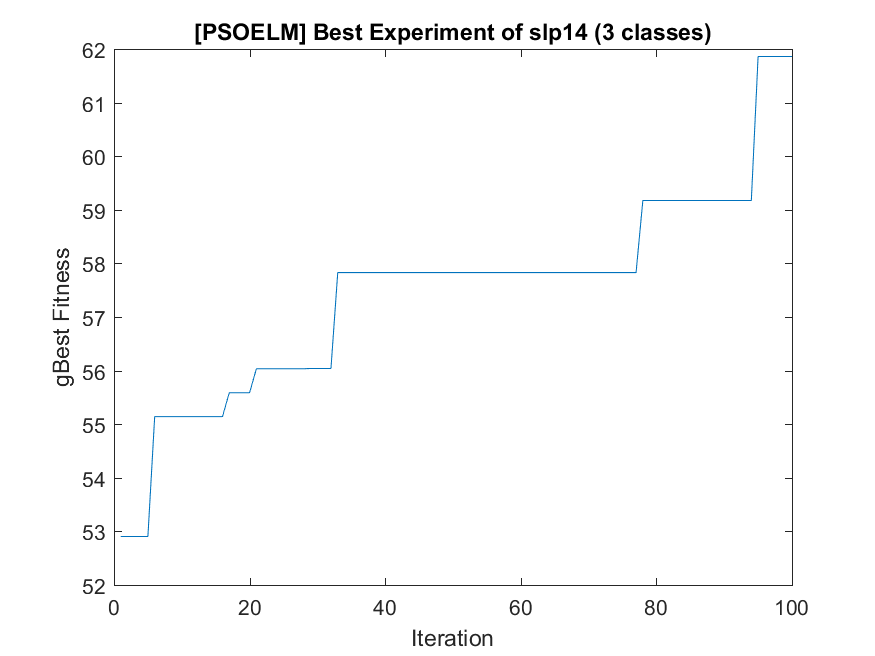 [PSOELM] Best Experiment of slp14 (3 classes)
gBest Fitness
62
61
60
59
58
57
56
55
54
53
52
0 20 40 60 80 100
Iteration